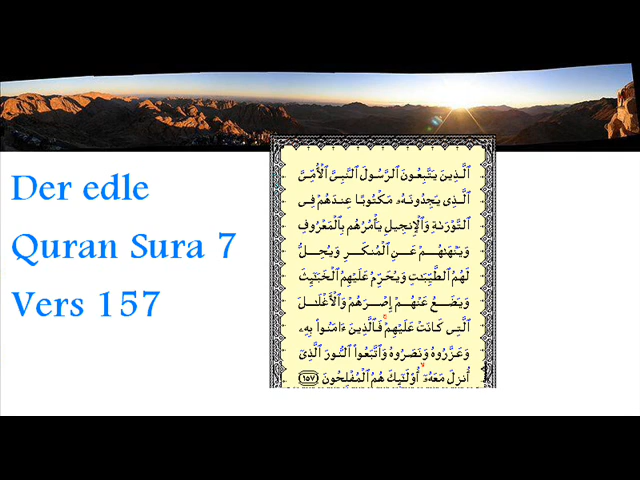 Der edle
Quran Sura 7
Vers 157
ٱلَّذِينَ يَتَّبِعُونَ ٱلرَّسُولَ ٱلنَّبِىَّ ٱلْأُمِّىَّ
ٱلَّذِى يَجِدُونَهُۥ مَكْتُوبًا عِندَهُمْ فِى
ٱلتَّوْرَىٰةِ وَٱلْإِنجِيلِ يَأْمُرُهُم بِٱلْمَعْرُوفِ
وَيَنْهَىٰهُمْ عَنِ ٱلْمُنكَرِ وَيُحِلُّ
لَهُمُ ٱلطَّيِّبَـٰتِ وَيُحَرِّمُ عَلَيْهِمُ ٱلْخَبَـٰٓئِثَ
وَيَضَعُ عَنْهُمْ إِصْرَهُمْ وَٱلْأَغْلَـٰلَ
ٱلَّتِى كَانَتْ عَلَيْهِمْ ۚ فَٱلَّذِينَ ءَامَنُوا۟ بِهِۦ
وَعَزَّرُوهُ وَنَصَرُوهُ وَٱتَّبَعُوا۟ ٱلنُّورَ ٱلَّذِىٓ
أُنزِلَ مَعَهُۥٓ ۙ أُو۟لَـٰٓئِكَ هُمُ ٱلْمُفْلِحُونَ ١٥٧